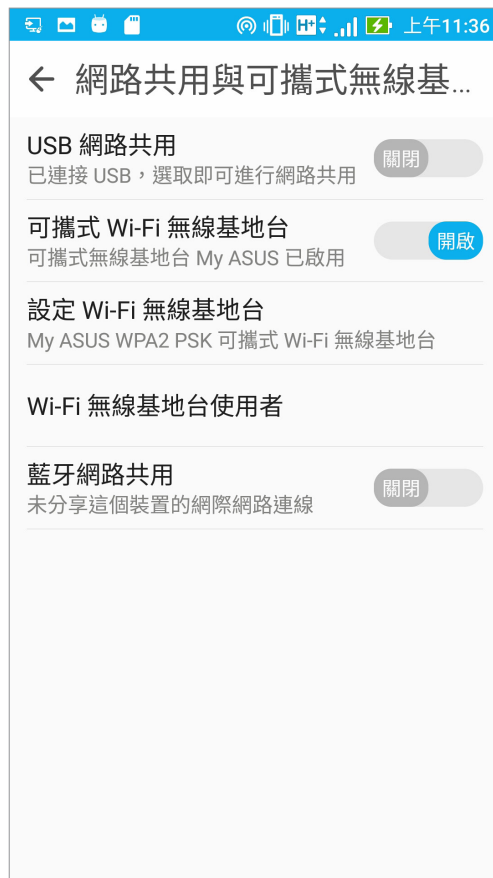 H+ 上午11:36
網路共用與可攜式無線基...
USB 網路共用
已連接 USB，選取即可進行網路共用
關閉
可攜式 Wi-Fi 無線基地台
可攜式無線基地台 My ASUS 已啟用
開啟
設定 Wi-Fi 無線基地台
My ASUS WPA2 PSK 可攜式 Wi-Fi 無線基地台
Wi-Fi 無線基地台使用者
藍牙網路共用
未分享這個裝置的網際網路連線
關閉